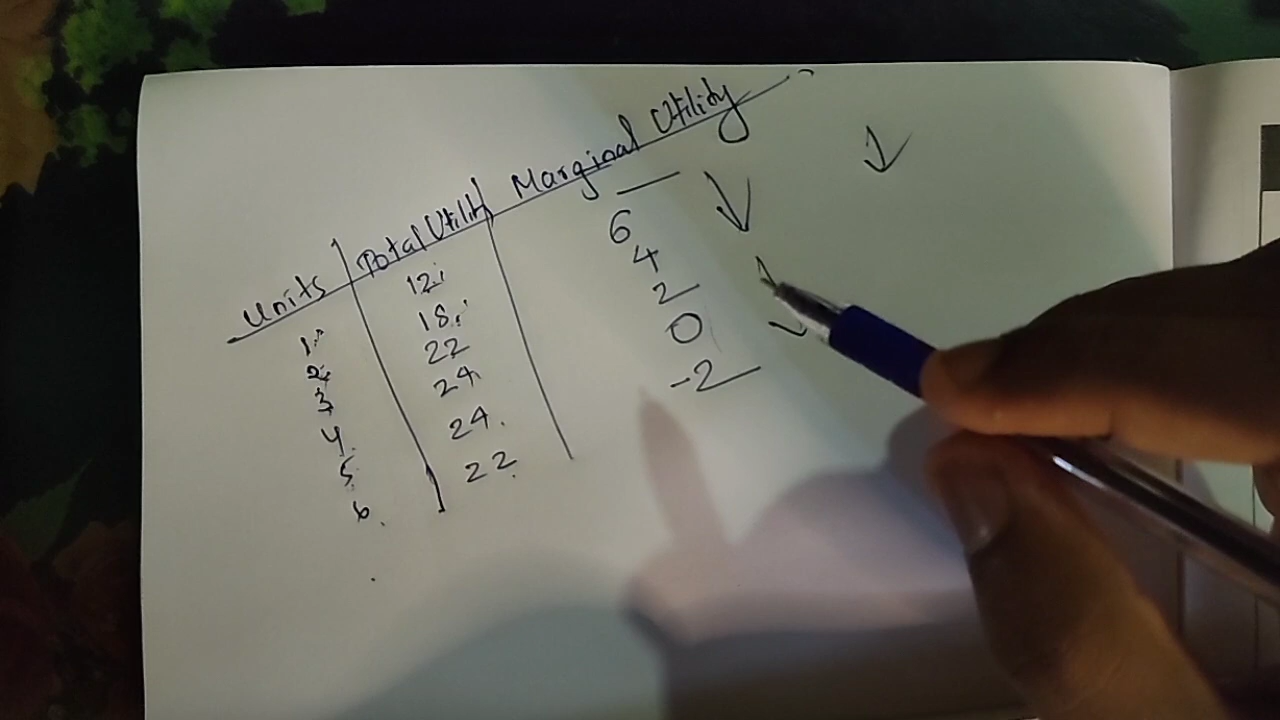 Units Total Utility Marginal Utility
1. 12 —
2. 18. 6
3 22 4
4. 24 2
5. 24. 0
6. 22. -2